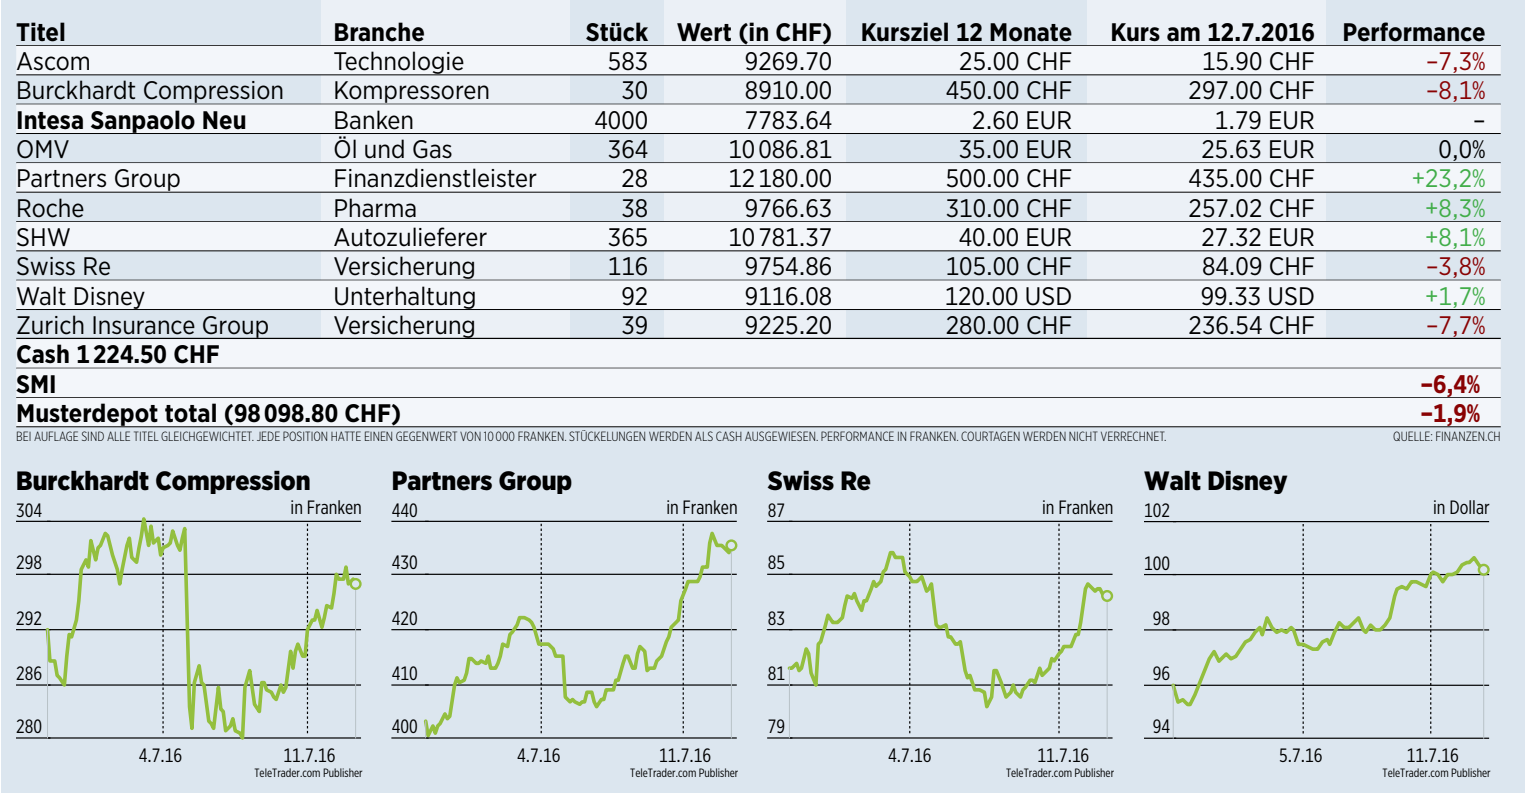 Titel Branche Stück Wert (in CHF) Kursziel 12 Monate Kurs am 12.7.2016 Performance
Ascom Technologie 583 9269.70 25.00 CHF 15.90 CHF –7,3%
Burckhardt Compression Kompressoren 30 8910.00 450.00 CHF 297.00 CHF –8,1%
Intesa Sanpaolo Neu Banken 4000 7783.64 2.60 EUR 1.79 EUR –
OMV Öl und Gas 364 10 086.81 35.00 EUR 25.63 EUR 0,0%
Partners Group Finanzdienstleister 28 12 180.00 500.00 CHF 435.00 CHF +23,2%
Roche Pharma 38 9766.63 310.00 CHF 257.02 CHF +8,3%
SHW Autozulieferer 365 10 781.37 40.00 EUR 27.32 EUR +8,1%
Swiss Re Versicherung 116 9754.86 105.00 CHF 84.09 CHF –3,8%
Walt Disney Unterhaltung 92 9116.08 120.00 USD 99.33 USD +1,7%
Zurich Insurance Group Versicherung 39 9225.20 280.00 CHF 236.54 CHF –7,7%
Cash 1 224.50 CHF
SMI –6,4%
Musterdepot total (98 098.80 CHF) –1,9%
BEI AUFLAGE SIND ALLE TITEL GLEICHGEWICHTET. JEDE POSITION HATTE EINEN GEGENWERT VON 10 000 FRANKEN. STÜCKELUNGEN WERDEN ALS CASH AUSGEWIESEN. PERFORMANCE IN FRANKEN. COURTAGEN WERDEN NICHT VERRECHNET. QUELLE: FINANZEN.CH
Burckhardt Compression
in Franken
304
298
292
286
280
4.7.16 11.7.16
TeleTrader.com Publisher
Partners Group
in Franken
440
430
420
410
400
4.7.16 11.7.16
TeleTrader.com Publisher
Swiss Re
in Franken
87
85
83
81
79
4.7.16 11.7.16
TeleTrader.com Publisher
Walt Disney
in Dollar
102
100
98
96
94
5.7.16 11.7.16
TeleTrader.com Publisher